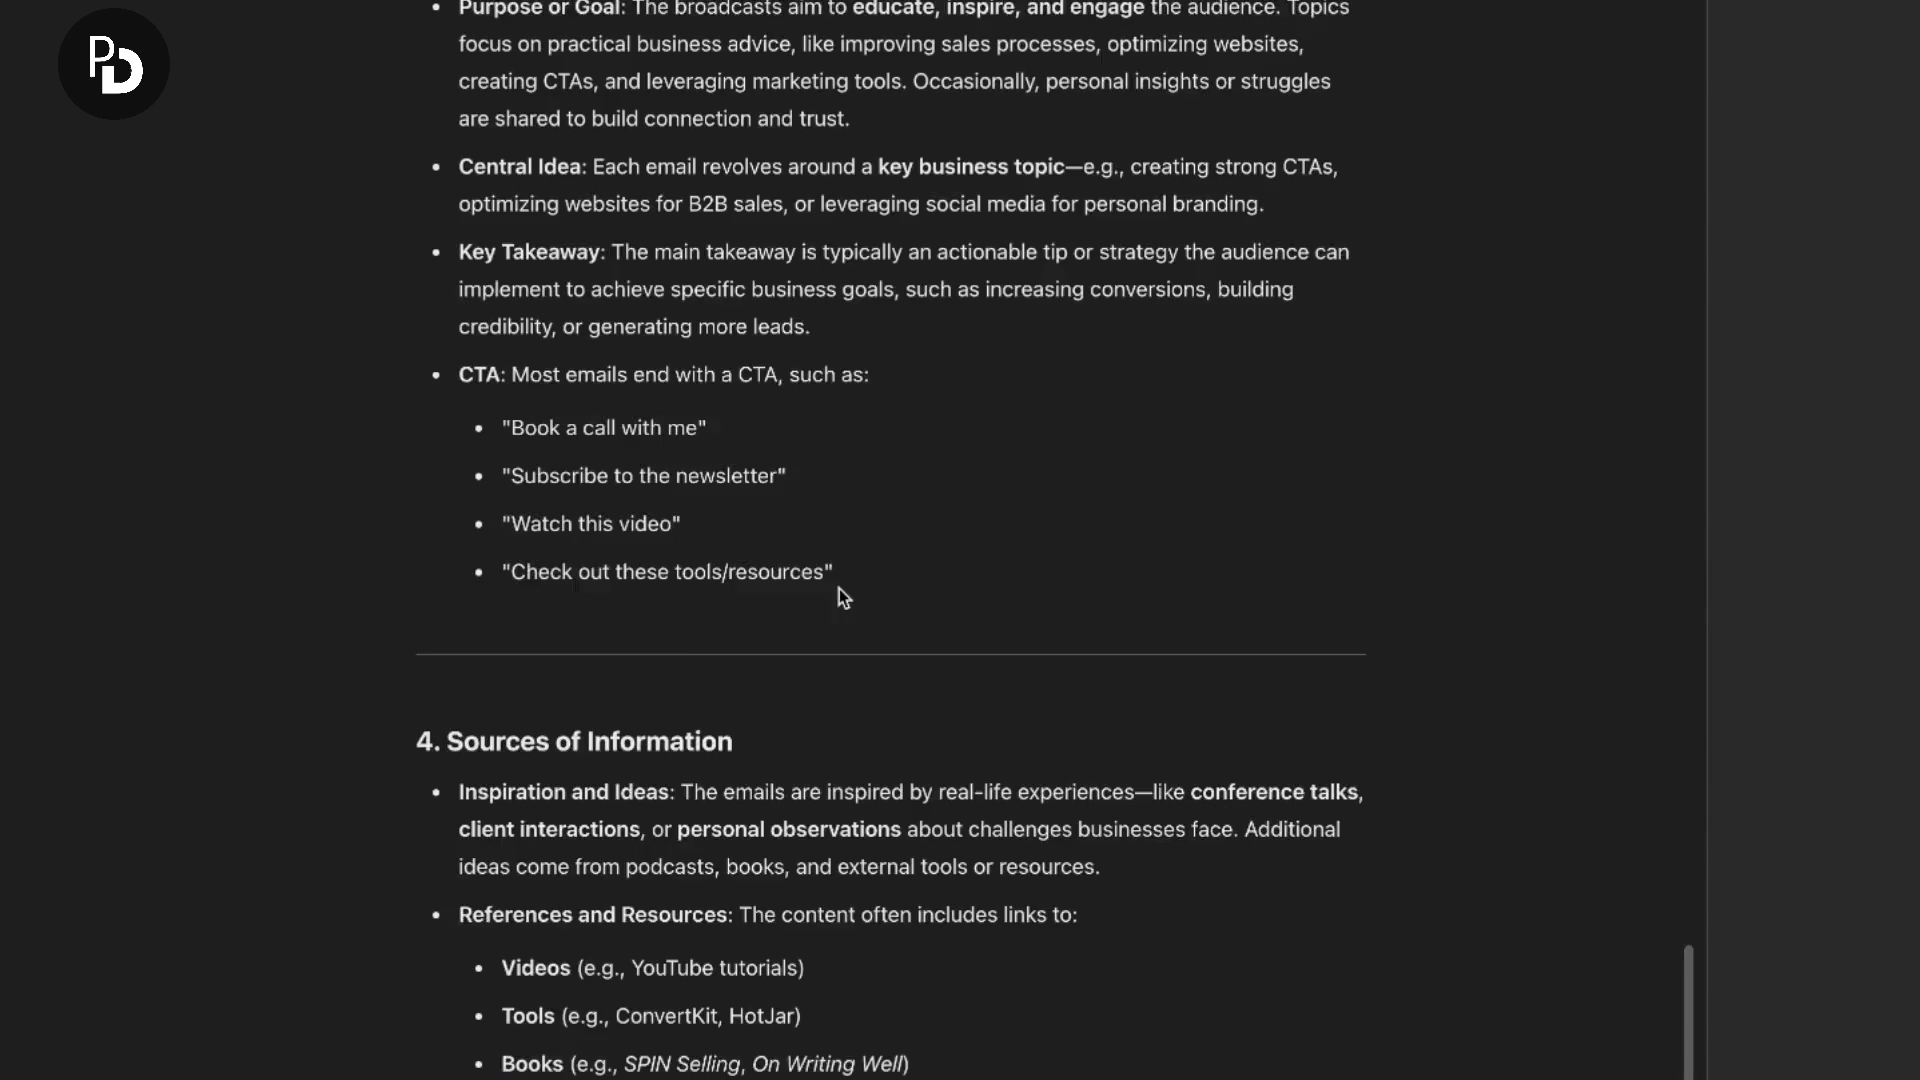 PD
• Purpose or Goal: The broadcasts aim to educate, inspire, and engage the audience. Topics
focus on practical business advice, like improving sales processes, optimizing websites,
creating CTAs, and leveraging marketing tools. Occasionally, personal insights or struggles
are shared to build connection and trust.
• Central Idea: Each email revolves around a key business topic—e.g., creating strong CTAs,
optimizing websites for B2B sales, or leveraging social media for personal branding.
• Key Takeaway: The main takeaway is typically an actionable tip or strategy the audience can
implement to achieve specific business goals, such as increasing conversions, building
credibility, or generating more leads.
• CTA: Most emails end with a CTA, such as:
• "Book a call with me"
• "Subscribe to the newsletter"
• "Watch this video"
• "Check out these tools/resources"
4. Sources of Information
• Inspiration and Ideas: The emails are inspired by real-life experiences—like conference talks,
client interactions, or personal observations about challenges businesses face. Additional
ideas come from podcasts, books, and external tools or resources.
• References and Resources: The content often includes links to:
• Videos (e.g., YouTube tutorials)
• Tools (e.g., ConvertKit, HotJar)
• Books (e.g., SPIN Selling, On Writing Well)